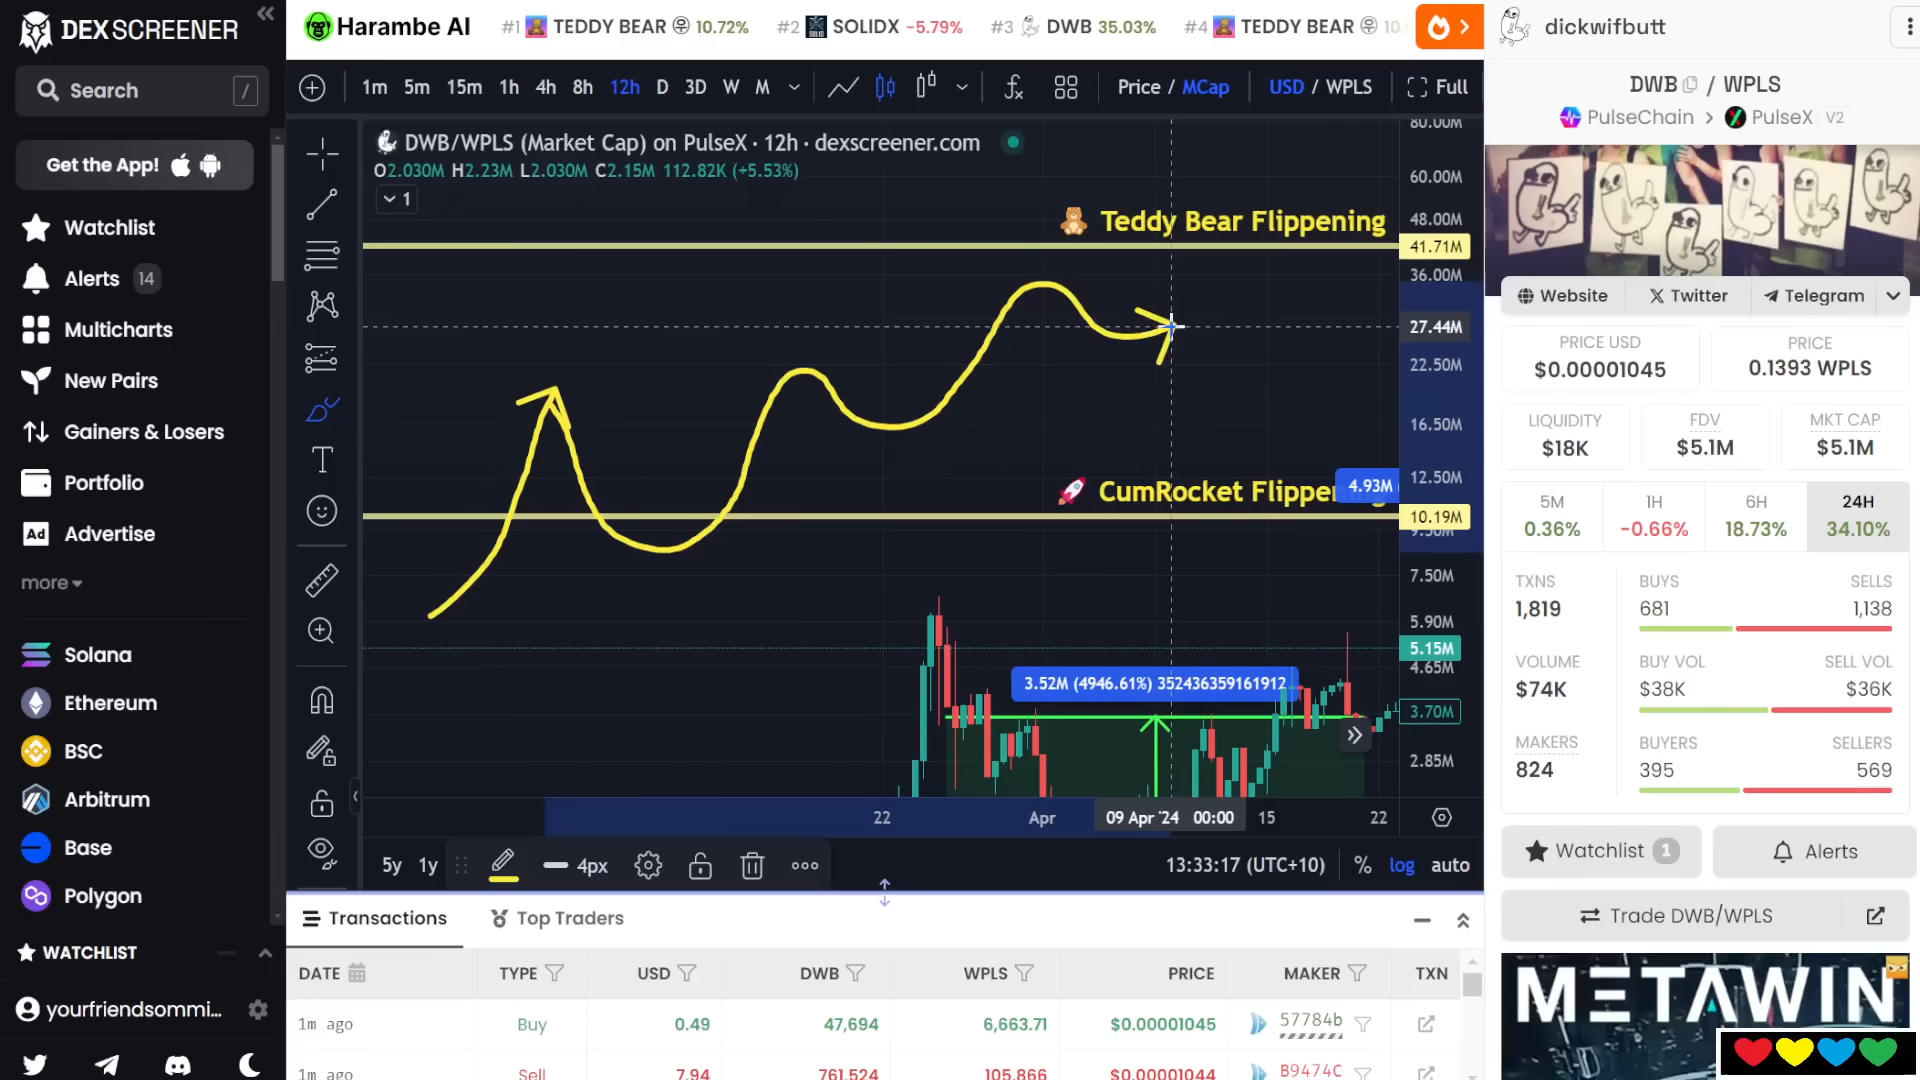 DEX SCREENER
Search
/
Get the App!
Watchlist
Alerts 14
Multicharts
New Pairs
Gainers & Losers
Portfolio
Ad Advertise
more
Solana
Ethereum
BSC
Arbitrum
Base
Polygon
WATCHLIST
yourfriendsommi...
Harambe AI
#1 TEDDY BEAR 10.72%
#2 SOLIDX -5.79%
#3 DWB 35.03%
#4 TEDDY BEAR
1m 5m 15m 1h 4h 8h 12h D 3D W M
Price / MCap
USD / WPLS
Full
DWB/WPLS (Market Cap) on PulseX · 12h · dexscreener.com
O2.030M H2.23M L2.030M C2.15M 112.82K (+5.53%)
1
Teddy Bear Flippening
CumRocket Flippen
4.93M
3.52M (4946.61%) 352436359161912
80.00M
60.00M
48.00M
41.71M
36.00M
27.44M
22.50M
16.50M
12.50M
10.19M
9.50M
7.50M
5.90M
5.15M
4.65M
3.70M
2.85M
22
Apr
09 Apr '24 00:00
15
22
5y 1y
4px
13:33:17 (UTC+10)
% log auto
Transactions
Top Traders
DATE TYPE USD DWB WPLS PRICE MAKER TXN
1m ago Buy 0.49 47,694 6,663.71 $0.00001045 57784b
1m ago Sell 7.94 761,524 105,866 $0.00001044 B9474C
dickwifbutt
DWB / WPLS
PulseChain > PulseX V2
Website
Twitter
Telegram
PRICE USD
$0.00001045
PRICE
0.1393 WPLS
LIQUIDITY
$18K
FDV
$5.1M
MKT CAP
$5.1M
5M
0.36%
1H
-0.66%
6H
18.73%
24H
34.10%
TXNS
1,819
BUYS
681
SELLS
1,138
VOLUME
$74K
BUY VOL
$38K
SELL VOL
$36K
MAKERS
824
BUYERS
395
SELLERS
569
Watchlist 1
Alerts
Trade DWB/WPLS
METAWIN